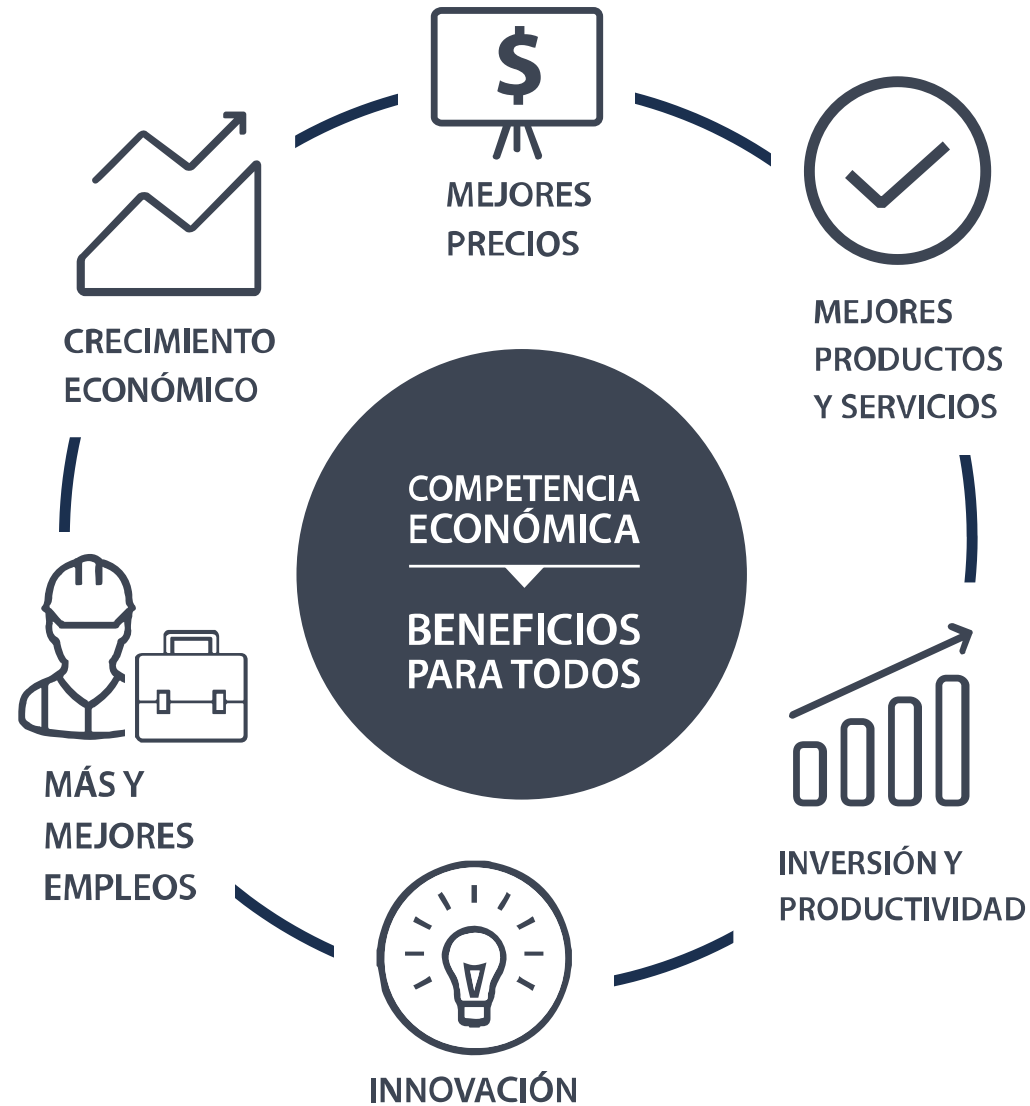 $
MEJORES
PRECIOS
MEJORES
PRODUCTOS
Y SERVICIOS
INVERSIÓN Y
PRODUCTIVIDAD
INNOVACIÓN
MÁS Y
MEJORES
EMPLEOS
CRECIMIENTO
ECONÓMICO
COMPETENCIA
ECONÓMICA
BENEFICIOS
PARA TODOS